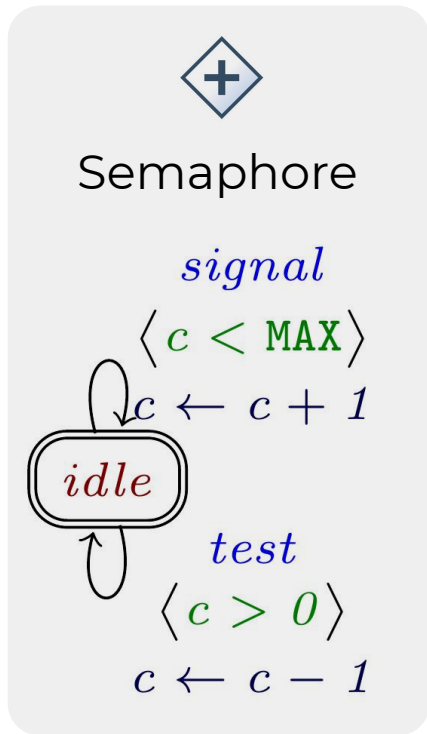 Semaphore
signal
⟨c < MAX⟩
c ← c + 1
idle
test
⟨c > 0⟩
c ← c − 1